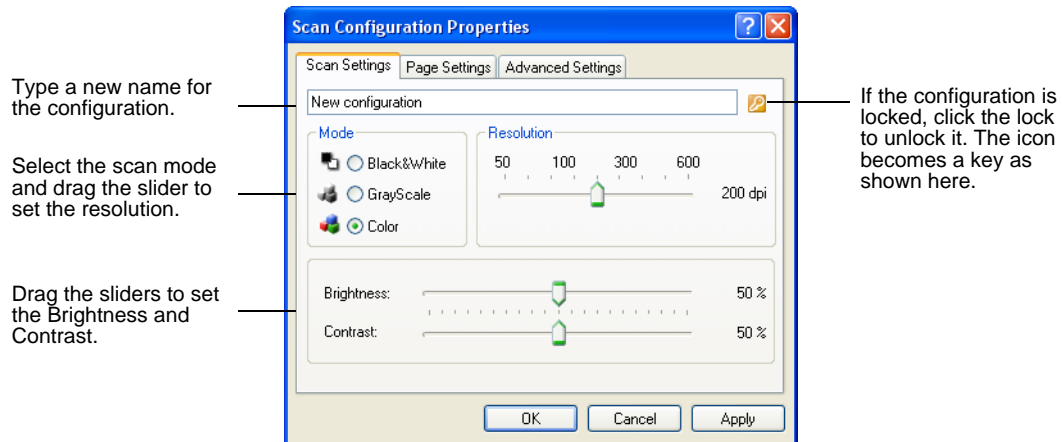 Scan Configuration Properties
?
Scan Settings Page Settings Advanced Settings
Type a new name for
the configuration.
New configuration
If the configuration is
locked, click the lock
to unlock it. The icon
becomes a key as
shown here.
Mode
Black&White
GrayScale
Color
Select the scan mode
and drag the slider to
set the resolution.
Resolution
50 100 300 600
200 dpi
Drag the sliders to set
the Brightness and
Contrast.
Brightness: 50 %
Contrast: 50 %
OK Cancel Apply